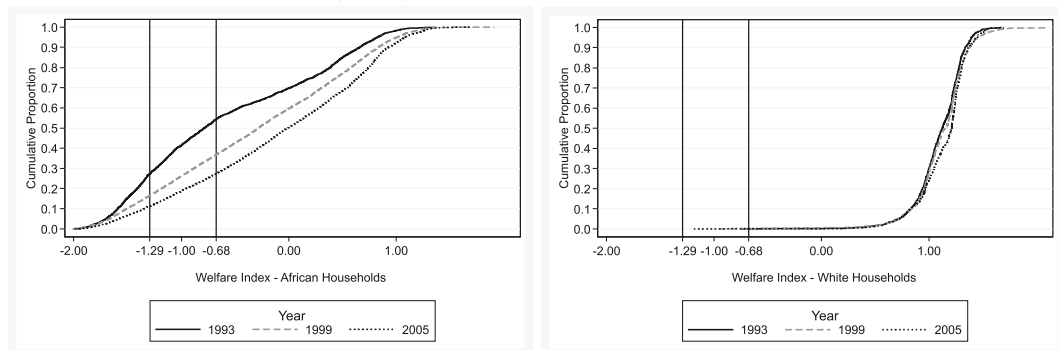 Cumulative Proportion
1.0
0.9
0.8
0.7
0.6
0.5
0.4
0.3
0.2
0.1
0.0
-2.00 -1.29 -1.00 -0.68 0.00 1.00
Welfare Index - African Households
Year
1993 1999 2005
Cumulative Proportion
1.0
0.9
0.8
0.7
0.6
0.5
0.4
0.3
0.2
0.1
0.0
-2.00 -1.29 -1.00 -0.68 0.00 1.00
Welfare Index - White Households
Year
1993 1999 2005